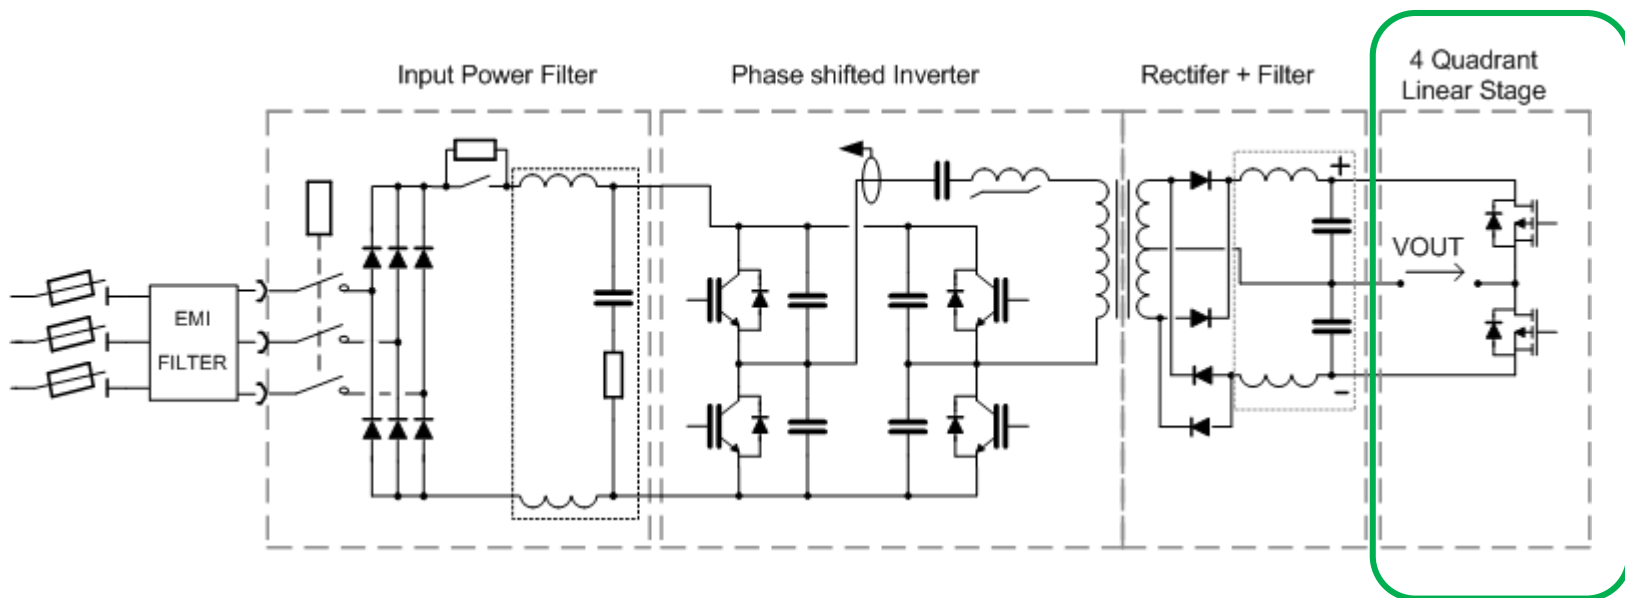 Input Power Filter
Phase shifted Inverter
Rectifer + Filter
4 Quadrant
Linear Stage
EMI
FILTER
+
VOUT
-